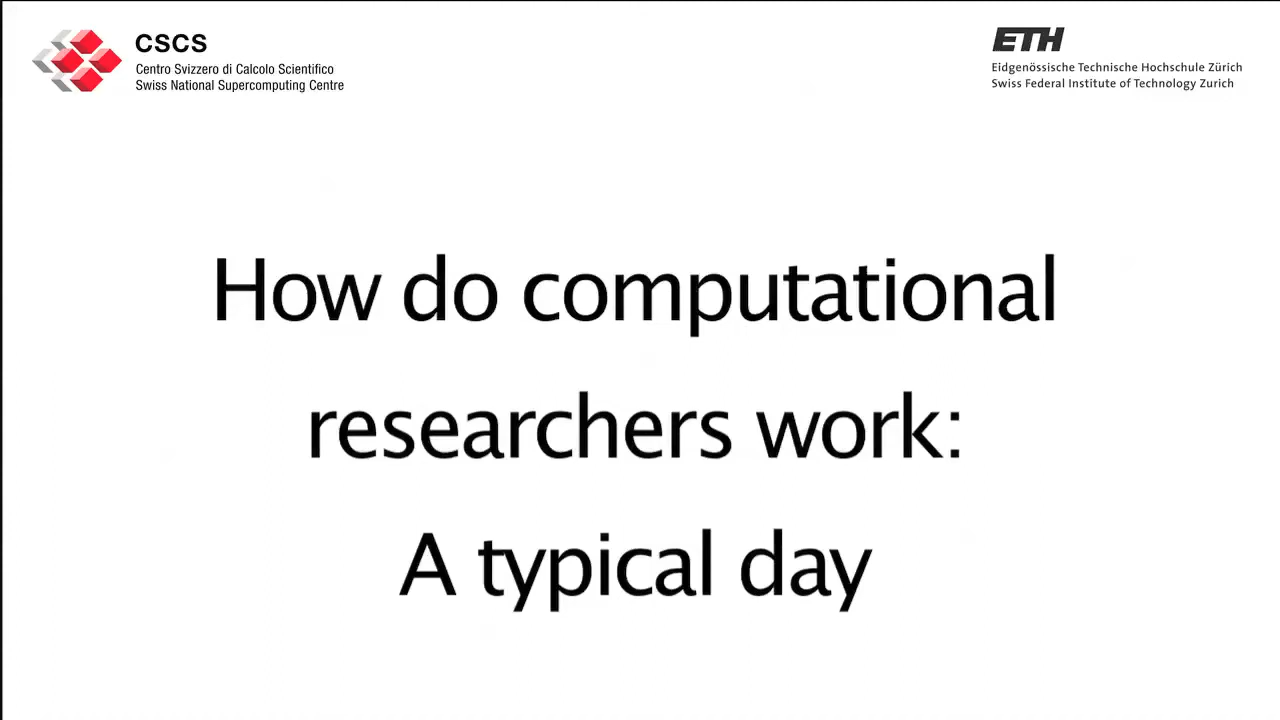 CSCS
Centro Svizzero di Calcolo Scientifico
Swiss National Supercomputing Centre
ETH
Eidgenössische Technische Hochschule Zürich
Swiss Federal Institute of Technology Zurich
How do computational
researchers work:
A typical day